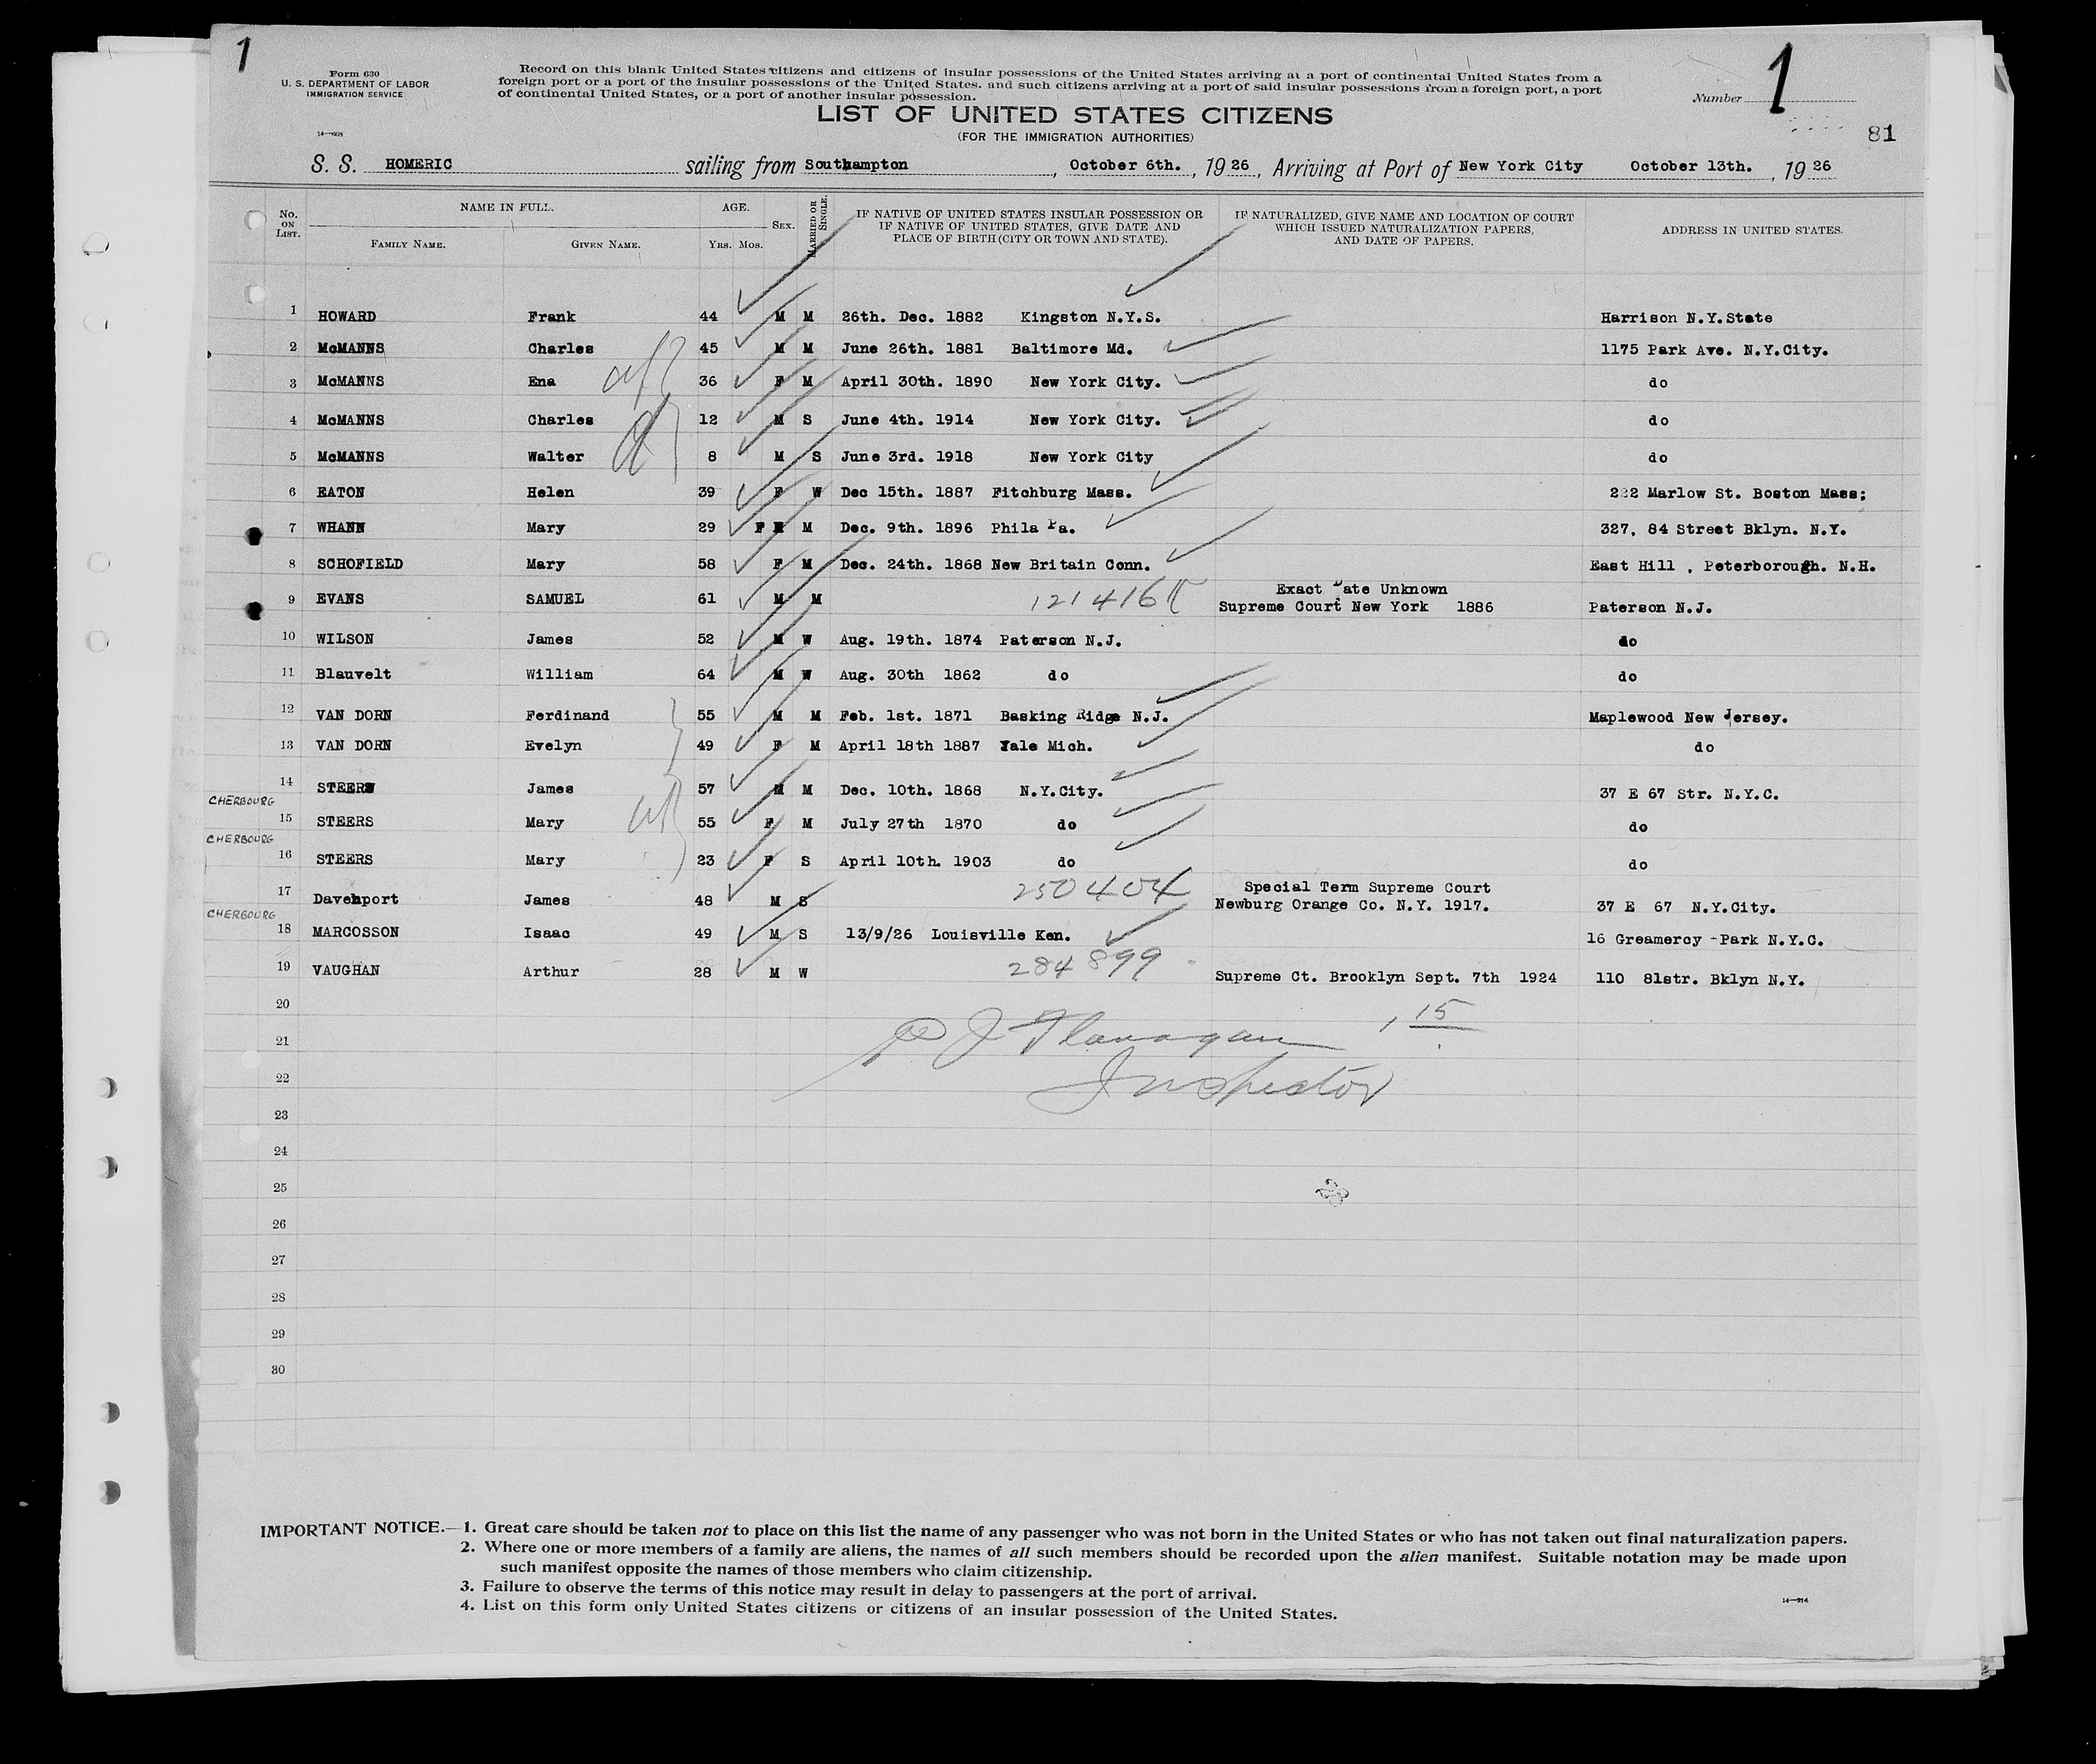 1
Form 630
U. S. DEPARTMENT OF LABOR
IMMIGRATION SERVICE
14—608
Record on this blank United States citizens and citizens of insular possessions of the United States arriving at a port of continental United States from a
foreign port or a port of the insular possessions of the United States. and such citizens arriving at a port of said insular possessions from a foreign port, a port
of continental United States, or a port of another insular possession.
Number 1
LIST OF UNITED STATES CITIZENS
(FOR THE IMMIGRATION AUTHORITIES)
81
S. S. HOMERIC sailing from Southampton, October 6th., 1926, Arriving at Port of New York City October 13th., 1926
No. ON LIST. NAME IN FULL. AGE. SEX. MARRIED OR SINGLE. IF NATIVE OF UNITED STATES INSULAR POSSESSION OR IF NATIVE OF UNITED STATES, GIVE DATE AND PLACE OF BIRTH (CITY OR TOWN AND STATE). IF NATURALIZED, GIVE NAME AND LOCATION OF COURT WHICH ISSUED NATURALIZATION PAPERS, AND DATE OF PAPERS. ADDRESS IN UNITED STATES.
FAMILY NAME. GIVEN NAME. YRS. MOS.
1 HOWARD Frank 44 M M 26th. Dec. 1882 Kingston N.Y.S. Harrison N.Y.State
2 McMANNS Charles 45 M M June 26th. 1881 Baltimore Md. 1175 Park Ave. N.Y.City.
3 McMANNS Ena 36 F M April 30th. 1890 New York City. do
4 McMANNS Charles 12 M S June 4th. 1914 New York City. do
5 McMANNS Walter 8 M S June 3rd. 1918 New York City do
6 EATON Helen 39 F W Dec 15th. 1887 Fitchburg Mass. 222 Marlow St. Boston Mass;
7 WHANN Mary 29 F M Dec. 9th. 1896 Phila Pa. 327, 84 Street Bklyn. N.Y.
8 SCHOFIELD Mary 58 F M Dec. 24th. 1868 New Britain Conn. East Hill , Peterborough. N.H.
9 EVANS SAMUEL 61 M M 1214168 Exact Date Unknown
Supreme Court New York 1886 Paterson N.J.
10 WILSON James 52 M W Aug. 19th. 1874 Paterson N.J. do
11 Blauvelt William 64 M W Aug. 30th 1862 do do
12 VAN DORN Ferdinand 55 M M Feb. 1st. 1871 Basking Ridge N.J. Maplewood New Jersey.
13 VAN DORN Evelyn 49 F M April 18th 1887 Yale Mich. do
14 STEERS James 57 M M Dec. 10th. 1868 N.Y.City. 37 E 67 Str. N.Y.C.
CHERBOURG
15 STEERS Mary 55 F M July 27th 1870 do do
CHERBOURG
16 STEERS Mary 23 F S April 10th. 1903 do do
17 Davenport James 48 M S 250404 Special Term Supreme Court
Newburg Orange Co. N.Y. 1917. 37 E 67 N.Y.City.
CHERBOURG
18 MARCOSSON Isaac 49 M S 13/9/26 Louisville Ken. 16 Greamercy -Park N.Y.C.
19 VAUGHAN Arthur 28 M W 284899 Supreme Ct. Brooklyn Sept. 7th 1924 110 81str. Bklyn N.Y.
20
21
22
23
24
25
26
27
28
29
30
P J Flanagan
15
Inspector
IMPORTANT NOTICE.—1. Great care should be taken not to place on this list the name of any passenger who was not born in the United States or who has not taken out final naturalization papers.
2. Where one or more members of a family are aliens, the names of all such members should be recorded upon the alien manifest. Suitable notation may be made upon
such manifest opposite the names of those members who claim citizenship.
3. Failure to observe the terms of this notice may result in delay to passengers at the port of arrival.
4. List on this form only United States citizens or citizens of an insular possession of the United States.